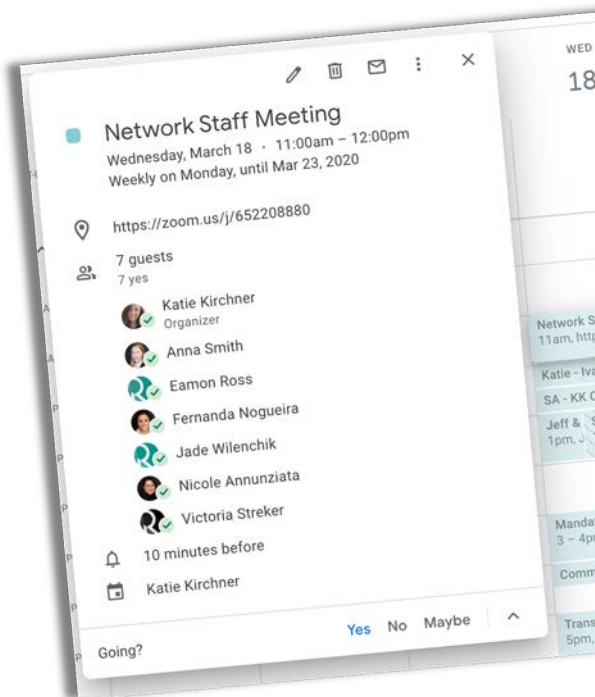 Network Staff Meeting
Wednesday, March 18 · 11:00am – 12:00pm
Weekly on Monday, until Mar 23, 2020
https://zoom.us/j/652208880
7 guests
7 yes
Katie Kirchner
Organizer
Anna Smith
Eamon Ross
Fernanda Nogueira
Jade Wilenchik
Nicole Annunziata
Victoria Streker
10 minutes before
Katie Kirchner
Going?
Yes No Maybe
WED
18
Network S
11am, http
Katie - Iva
SA - KK C
Jeff &
1pm,
Manda
3 – 4p
Comm
Trans
5pm,